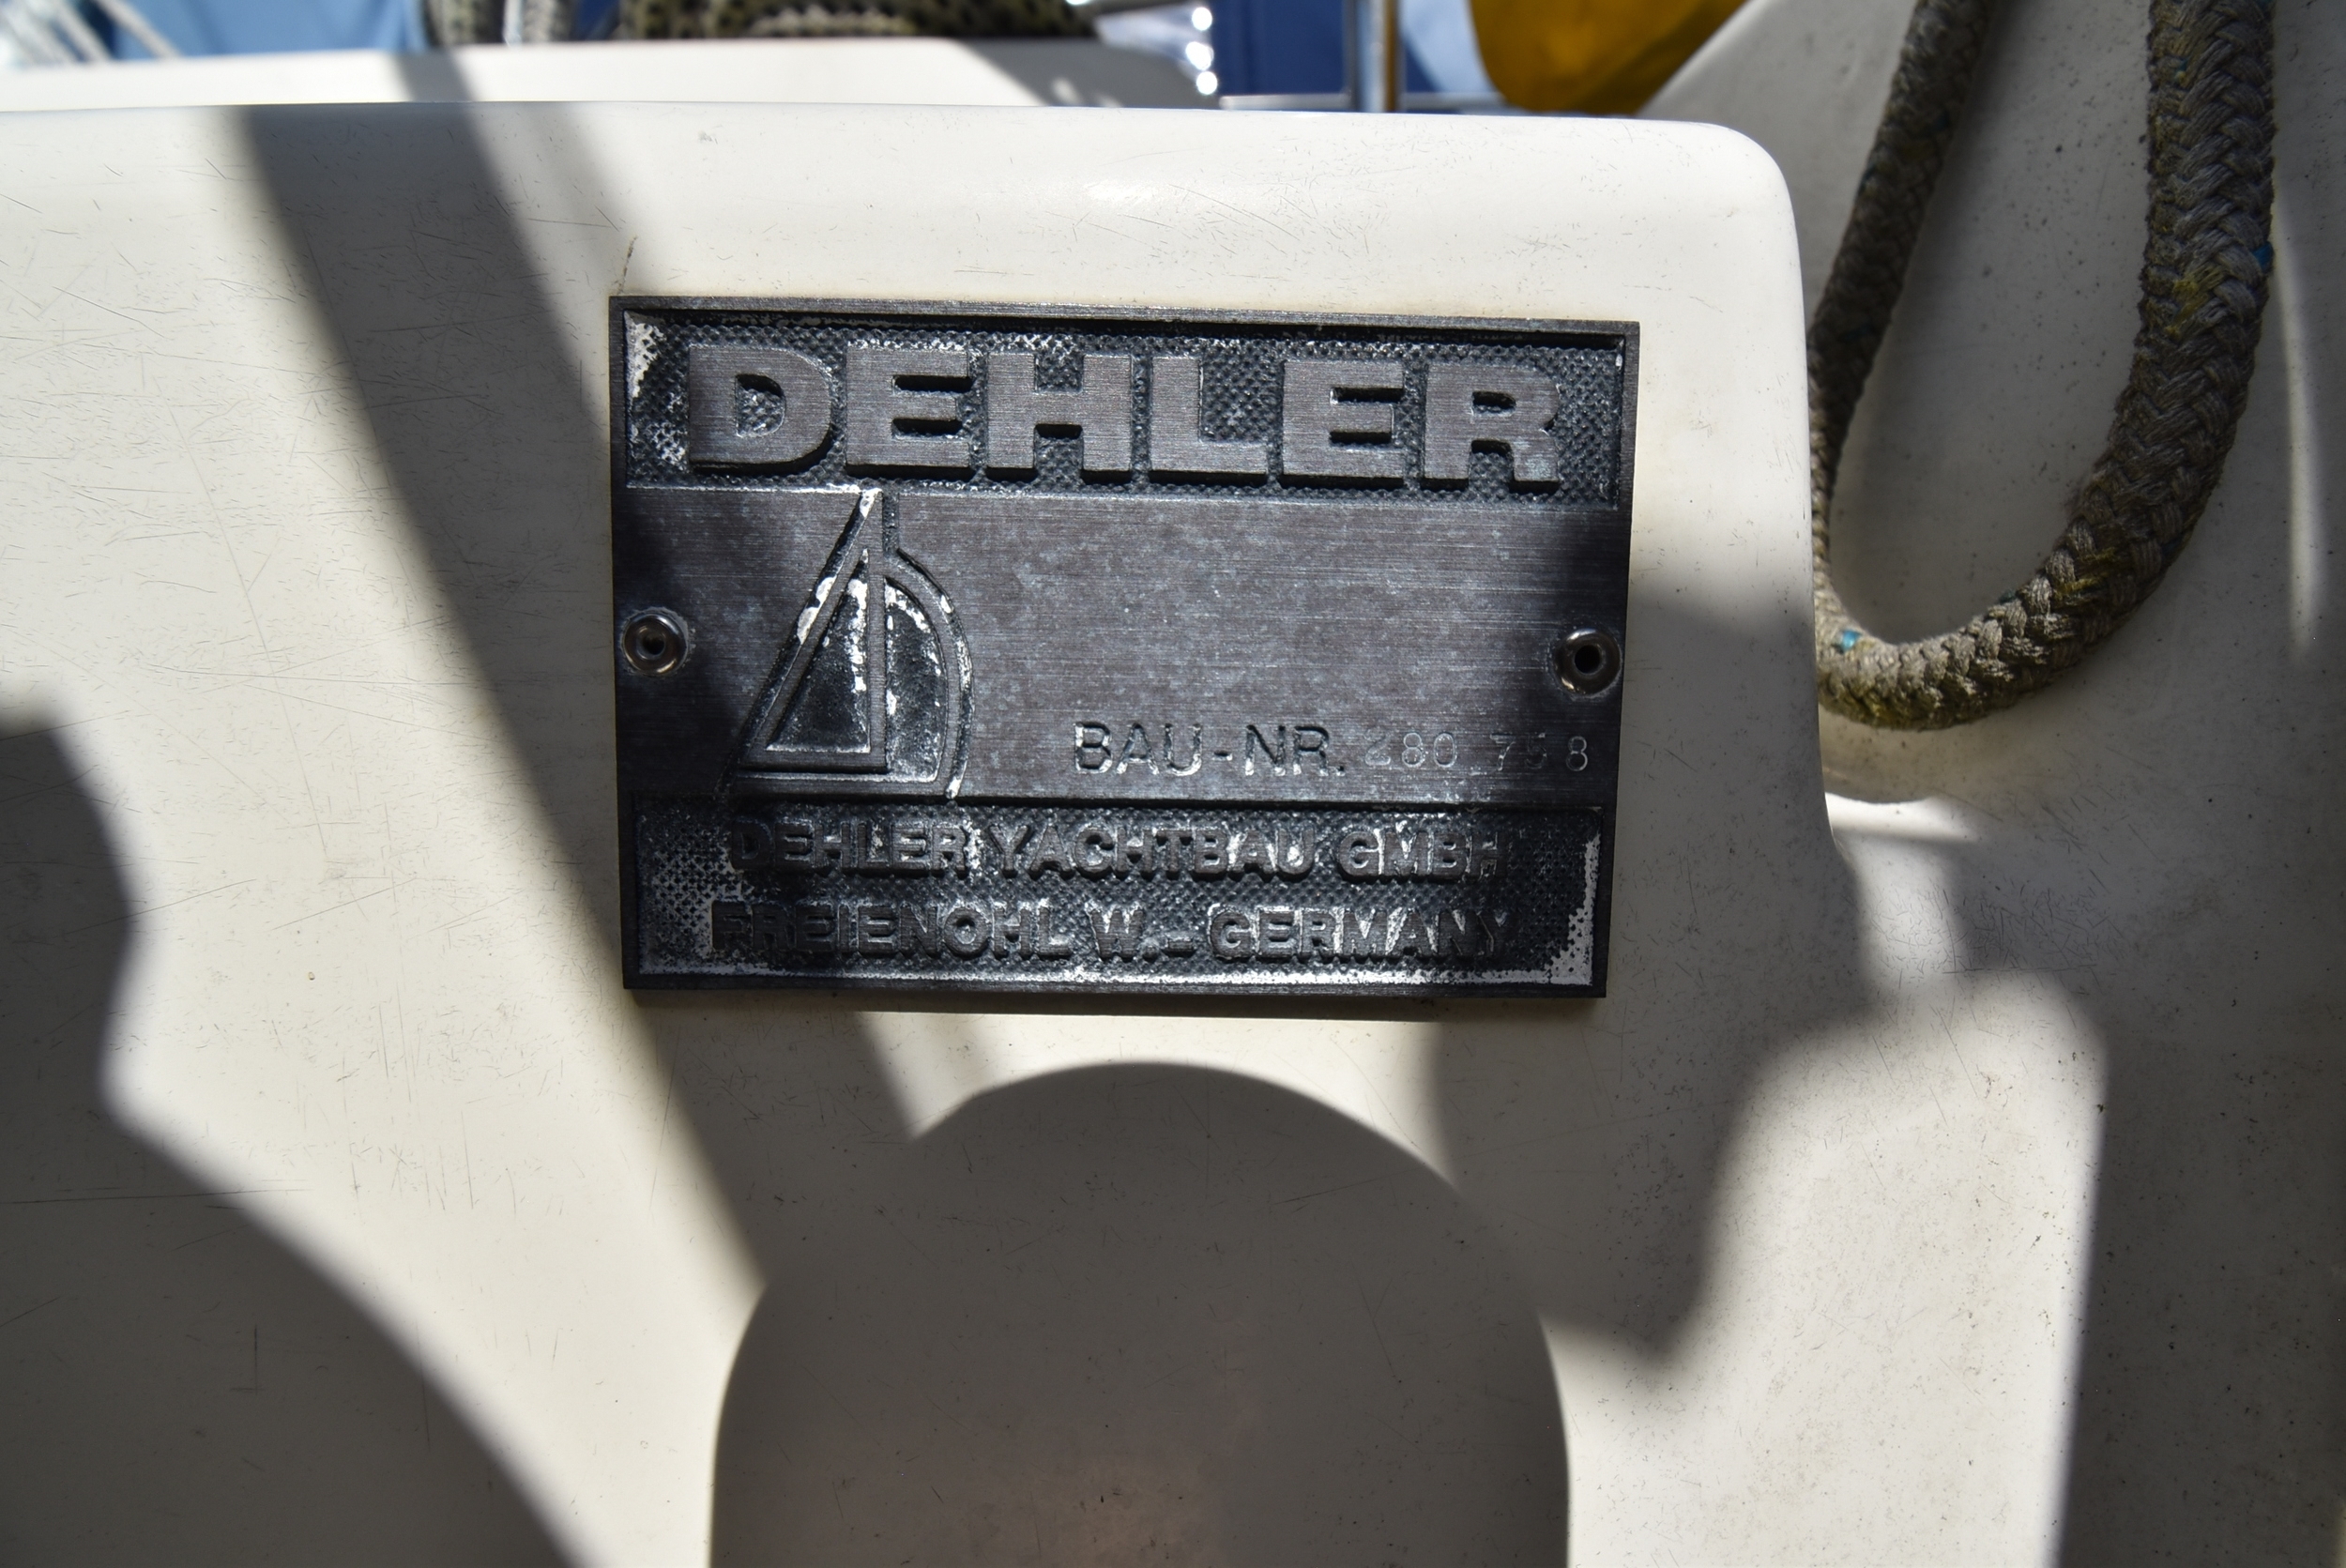 DEHLER
BAU-NR. 280 758
DEHLER YACHTBAU GMBH
FREIENOHL W.-GERMANY